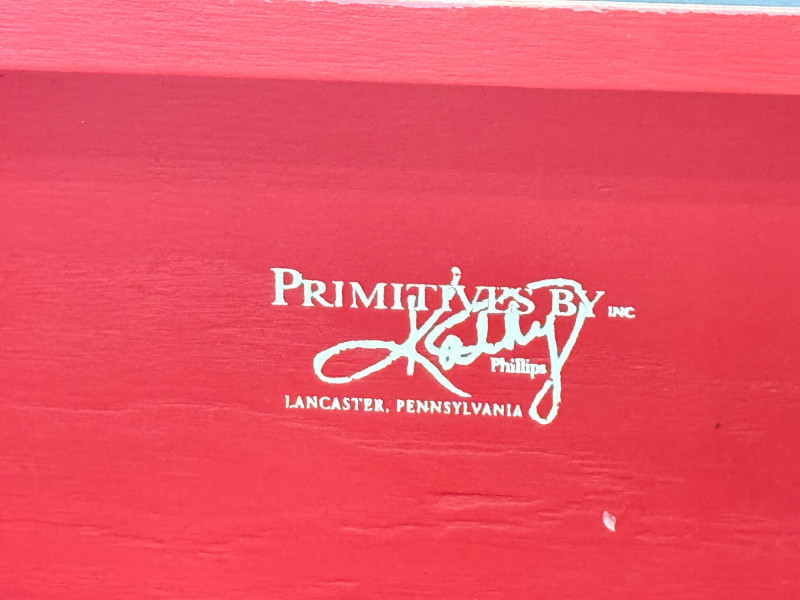 PRIMITIVES BY INC
Kathy
Phillips
LANCASTER, PENNSYLVANIA